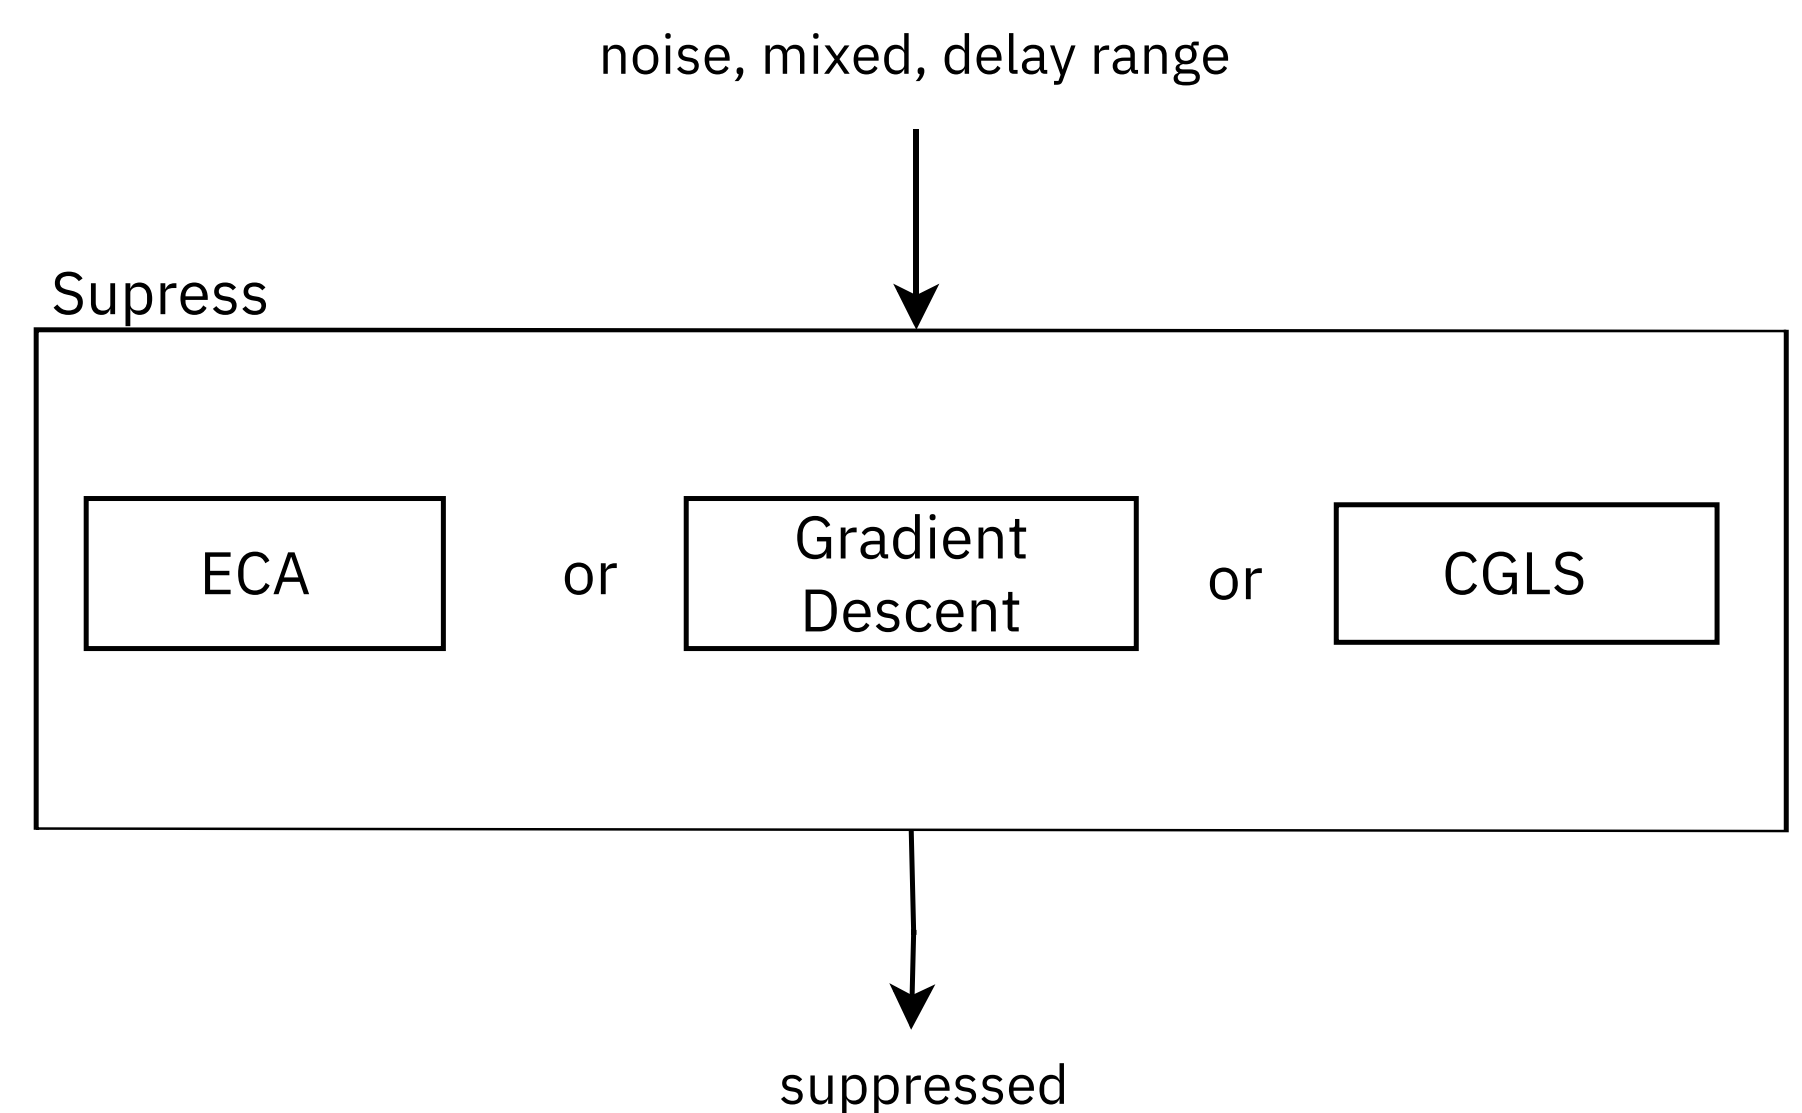 noise, mixed, delay range
Supress
ECA
or
Gradient
Descent
or
CGLS
suppressed